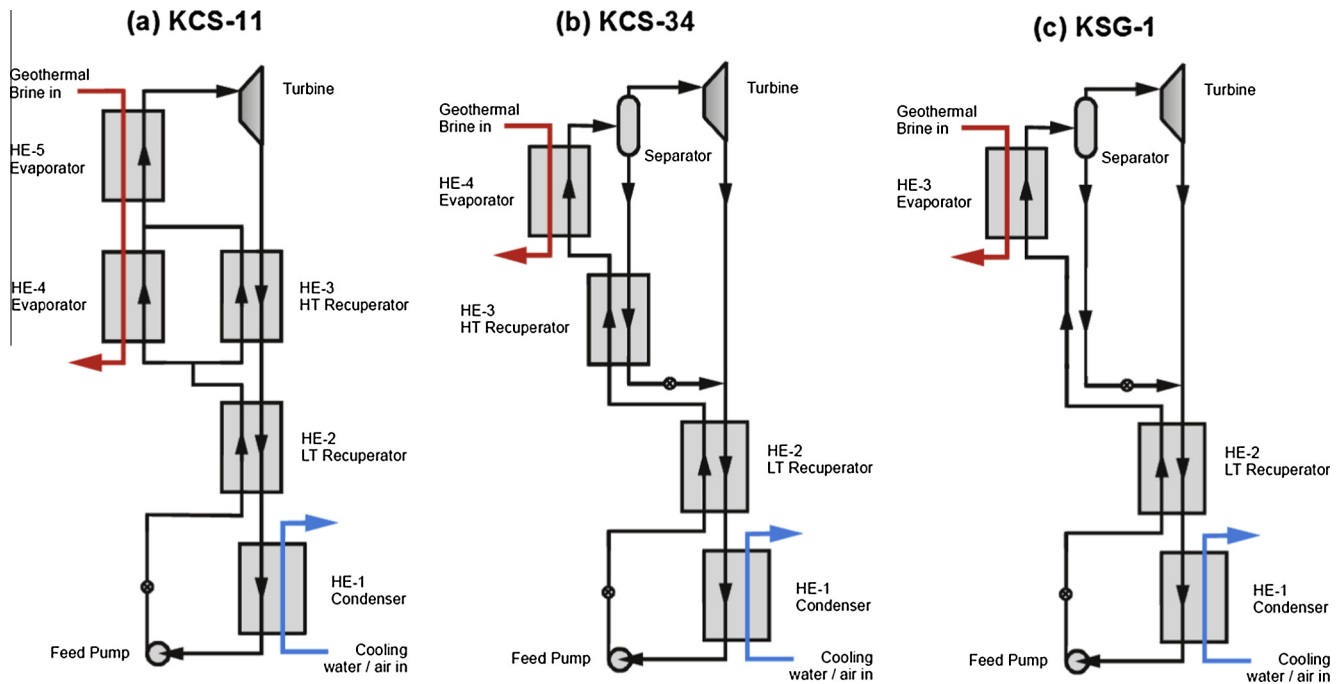 (a) KCS-11
Geothermal
Brine in
Turbine
HE-5
Evaporator
HE-4
Evaporator
HE-3
HT Recuperator
HE-2
LT Recuperator
HE-1
Condenser
Feed Pump
Cooling
water / air in
(b) KCS-34
Geothermal
Brine in
Turbine
Separator
HE-4
Evaporator
HE-3
HT Recuperator
HE-2
LT Recuperator
HE-1
Condenser
Feed Pump
Cooling
water / air in
(c) KSG-1
Geothermal
Brine in
Turbine
Separator
HE-3
Evaporator
HE-2
LT Recuperator
HE-1
Condenser
Feed Pump
Cooling
water / air in